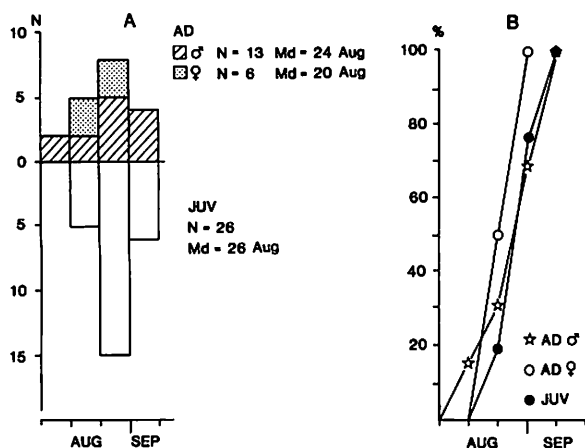 N
A
10
5
0
5
10
15
AUG SEP
AD
♂ N = 13 Md = 24 Aug
♀ N = 6 Md = 20 Aug
JUV
N = 26
Md = 26 Aug
B
%
100
80
60
40
20
AUG SEP
☆ AD ♂
○ AD ♀
● JUV